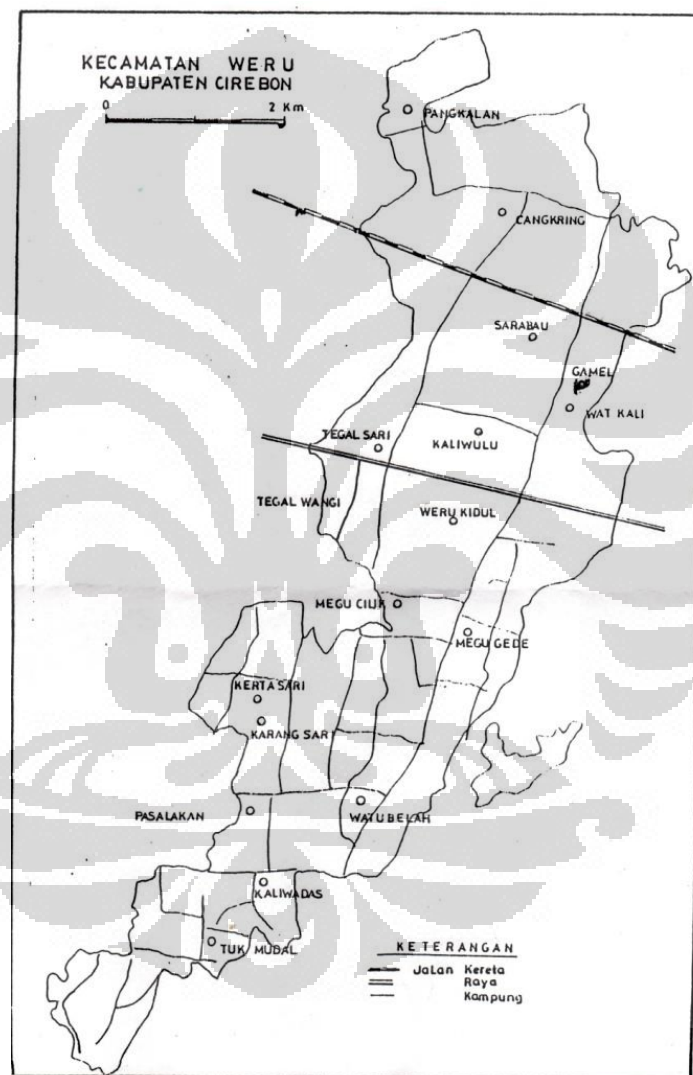 KECAMATAN WERU
KABUPATEN CIREBON
0 2 Km
PANGKALAN
CANGKRING
SARABAU
GAMEL
WAT KALI
TEGAL SARI
KALIWULU
TEGAL WANGI
WERU KIDUL
MEGU CILIK
MEGU GEDE
KERTA SARI
KARANG SARI
PASALAKAN
WATUBELAH
KALIWADAS
TUK MUDAL
KETERANGAN
Jalan Kereta
Raya
Kampung